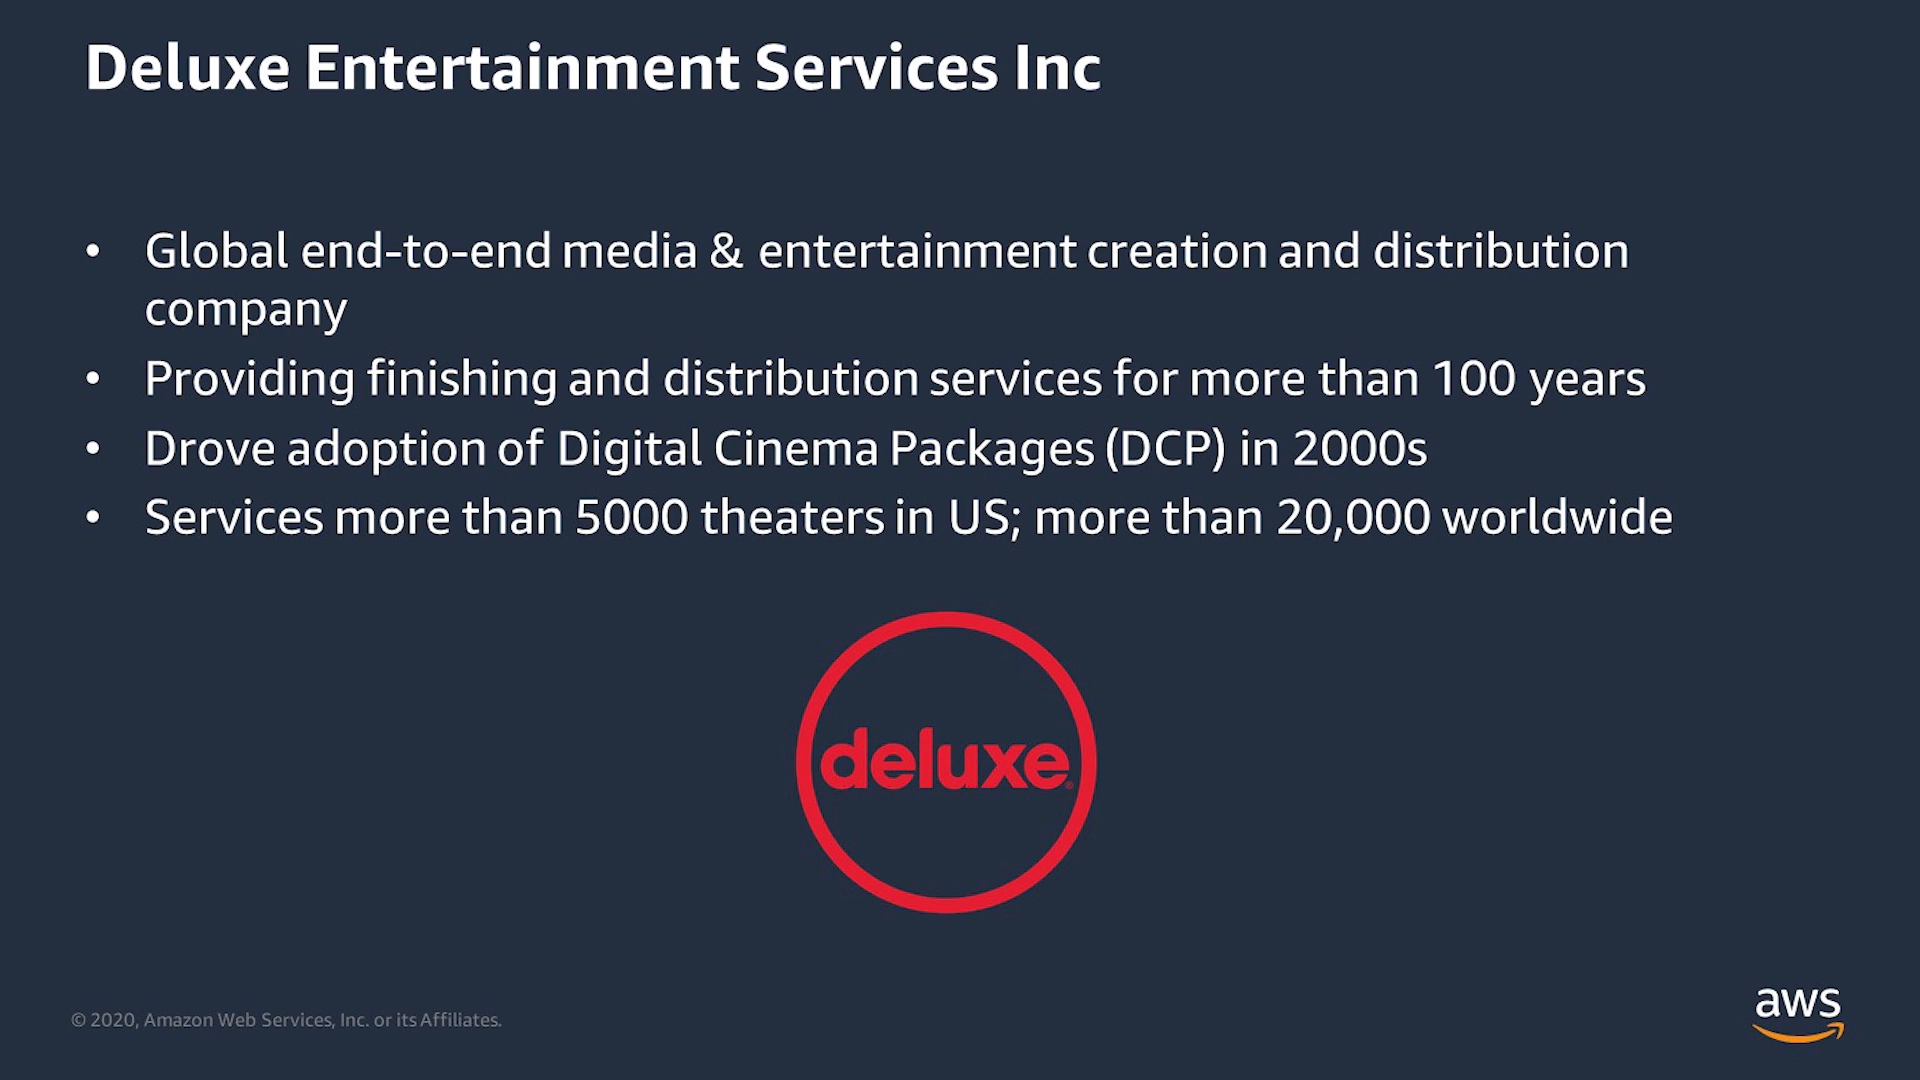 Deluxe Entertainment Services Inc
• Global end-to-end media & entertainment creation and distribution
company
• Providing finishing and distribution services for more than 100 years
• Drove adoption of Digital Cinema Packages (DCP) in 2000s
• Services more than 5000 theaters in US; more than 20,000 worldwide
deluxe®
© 2020, Amazon Web Services, Inc. or its Affiliates.
aws